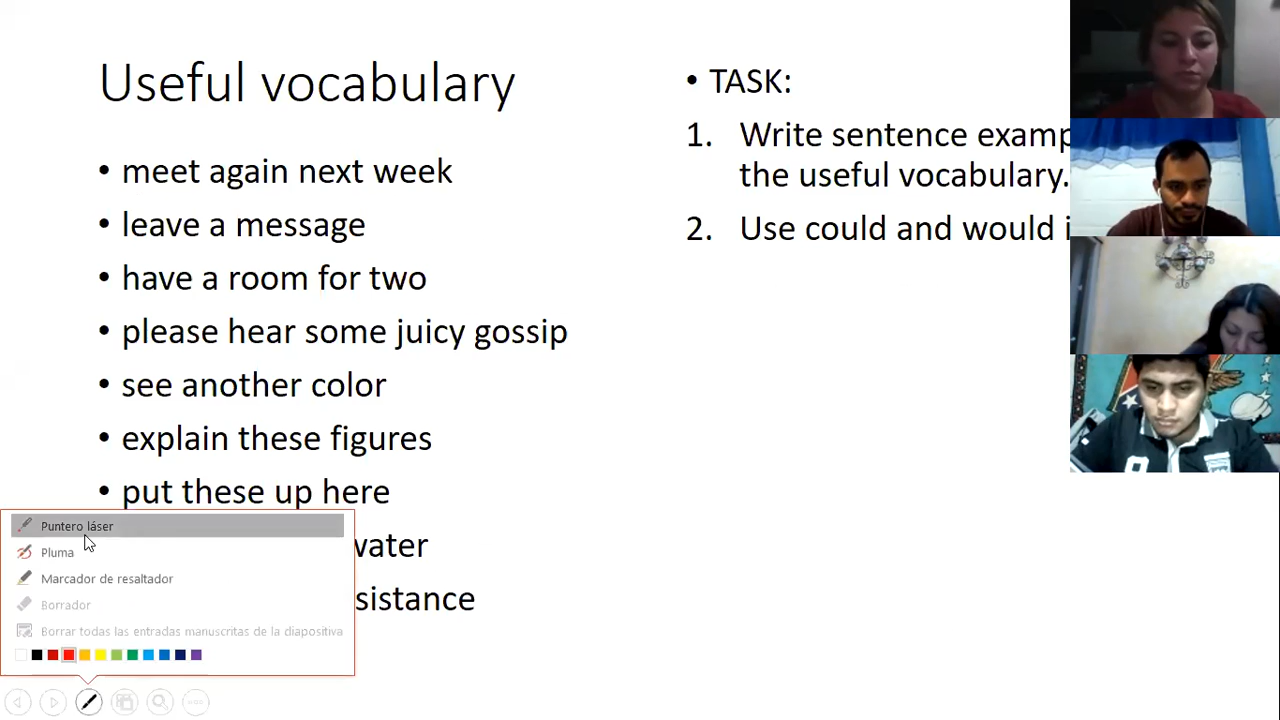 Useful vocabulary
• meet again next week
• leave a message
• have a room for two
• please hear some juicy gossip
• see another color
• explain these figures
• put these up here
water
sistance
• TASK:
1. Write sentence examp
the useful vocabulary.
2. Use could and would i
Puntero láser
Pluma
Marcador de resaltador
Borrador
Borrar todas las entradas manuscritas de la diapositiva